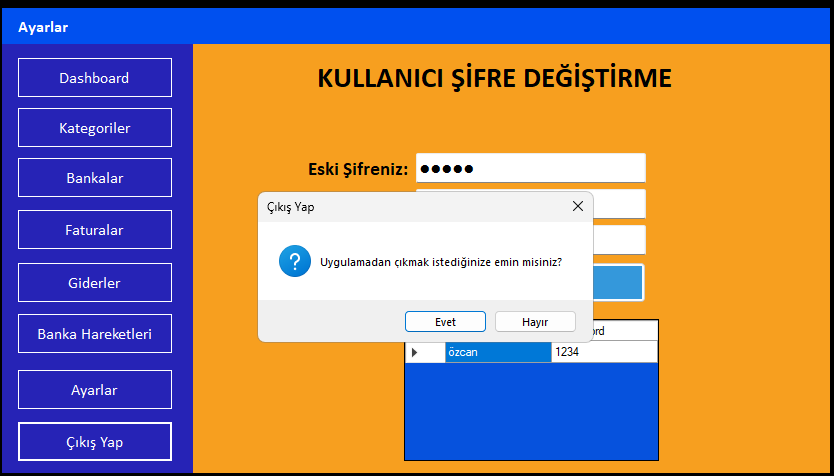 Ayarlar
Dashboard
Kategoriler
Bankalar
Faturalar
Giderler
Banka Hareketleri
Ayarlar
Çıkış Yap
KULLANICI ŞİFRE DEĞİŞTİRME
Eski Şifreniz: ●●●●●
Çıkış Yap
Uygulamadan çıkmak istediğinize emin misiniz?
Evet Hayır
ord
özcan 1234